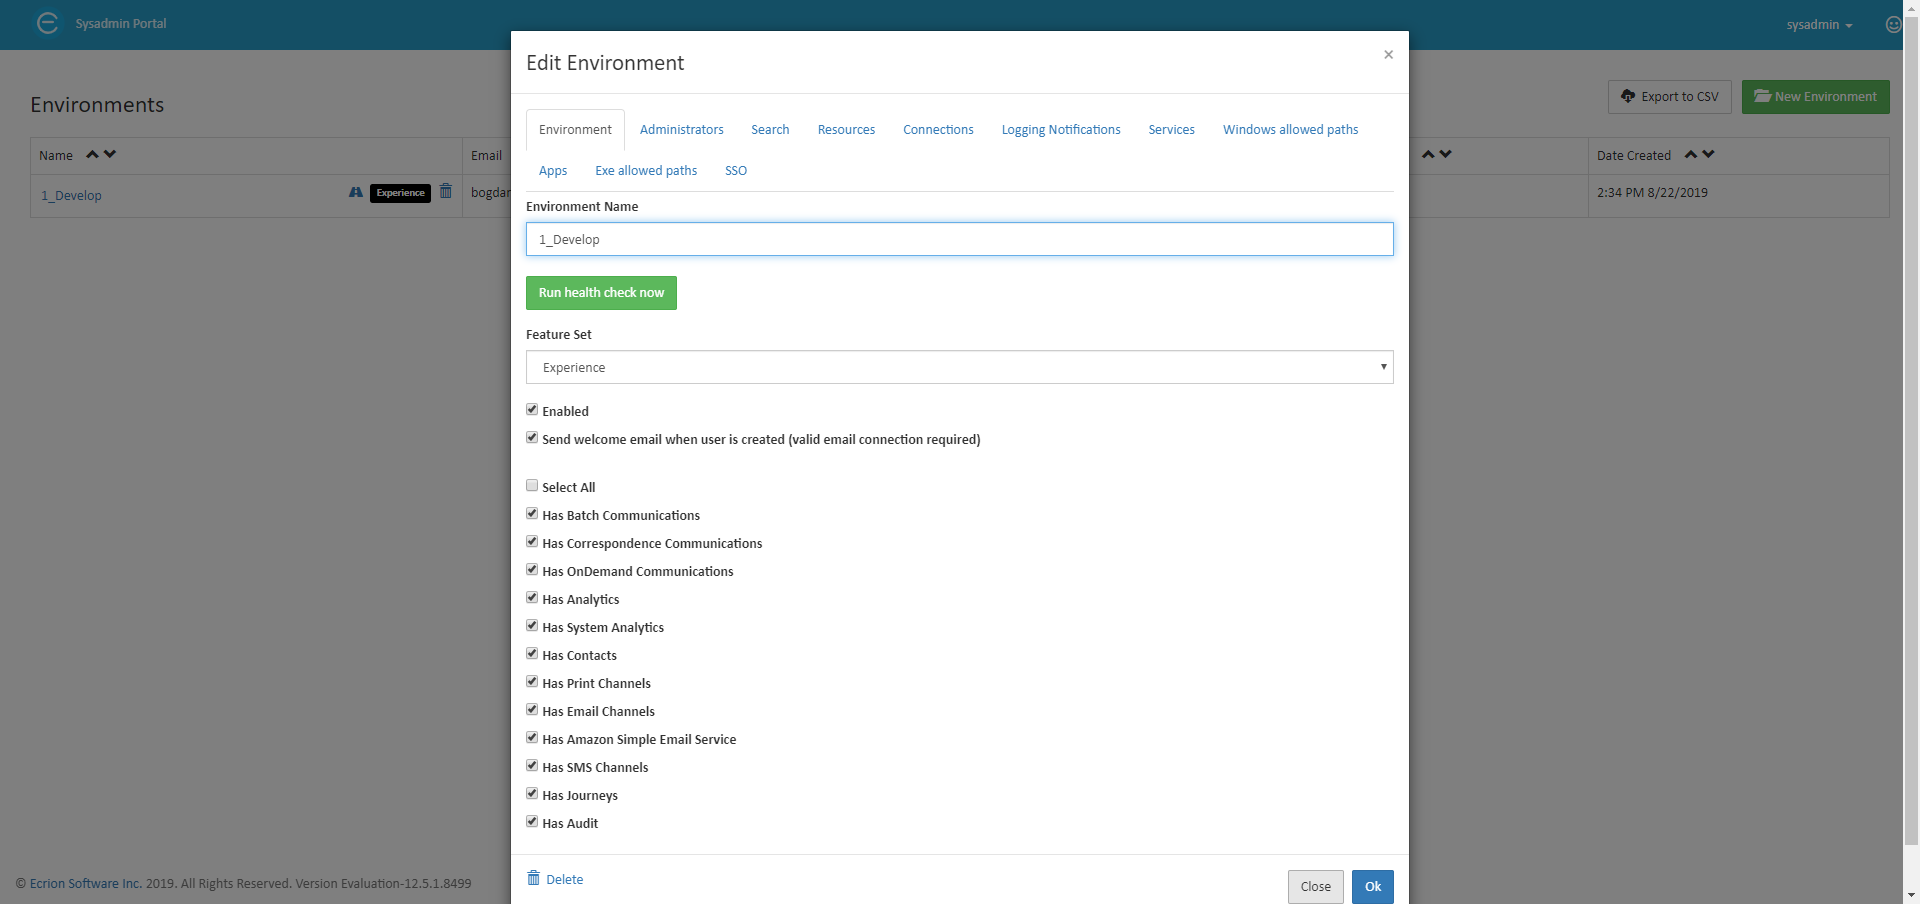 Sysadmin Portal
sysadmin
Edit Environment
×
Environments
Export to CSV
New Environment
Environment
Administrators
Search
Resources
Connections
Logging Notifications
Services
Windows allowed paths
Apps
Exe allowed paths
SSO
Name
Email
Date Created
1_Develop
Experience
bogdan
2:34 PM 8/22/2019
Environment Name
1_Develop
Run health check now
Feature Set
Experience
Enabled
Send welcome email when user is created (valid email connection required)
Select All
Has Batch Communications
Has Correspondence Communications
Has OnDemand Communications
Has Analytics
Has System Analytics
Has Contacts
Has Print Channels
Has Email Channels
Has Amazon Simple Email Service
Has SMS Channels
Has Journeys
Has Audit
Delete
Close
Ok
© Ecrion Software Inc. 2019. All Rights Reserved. Version Evaluation-12.5.1.8499